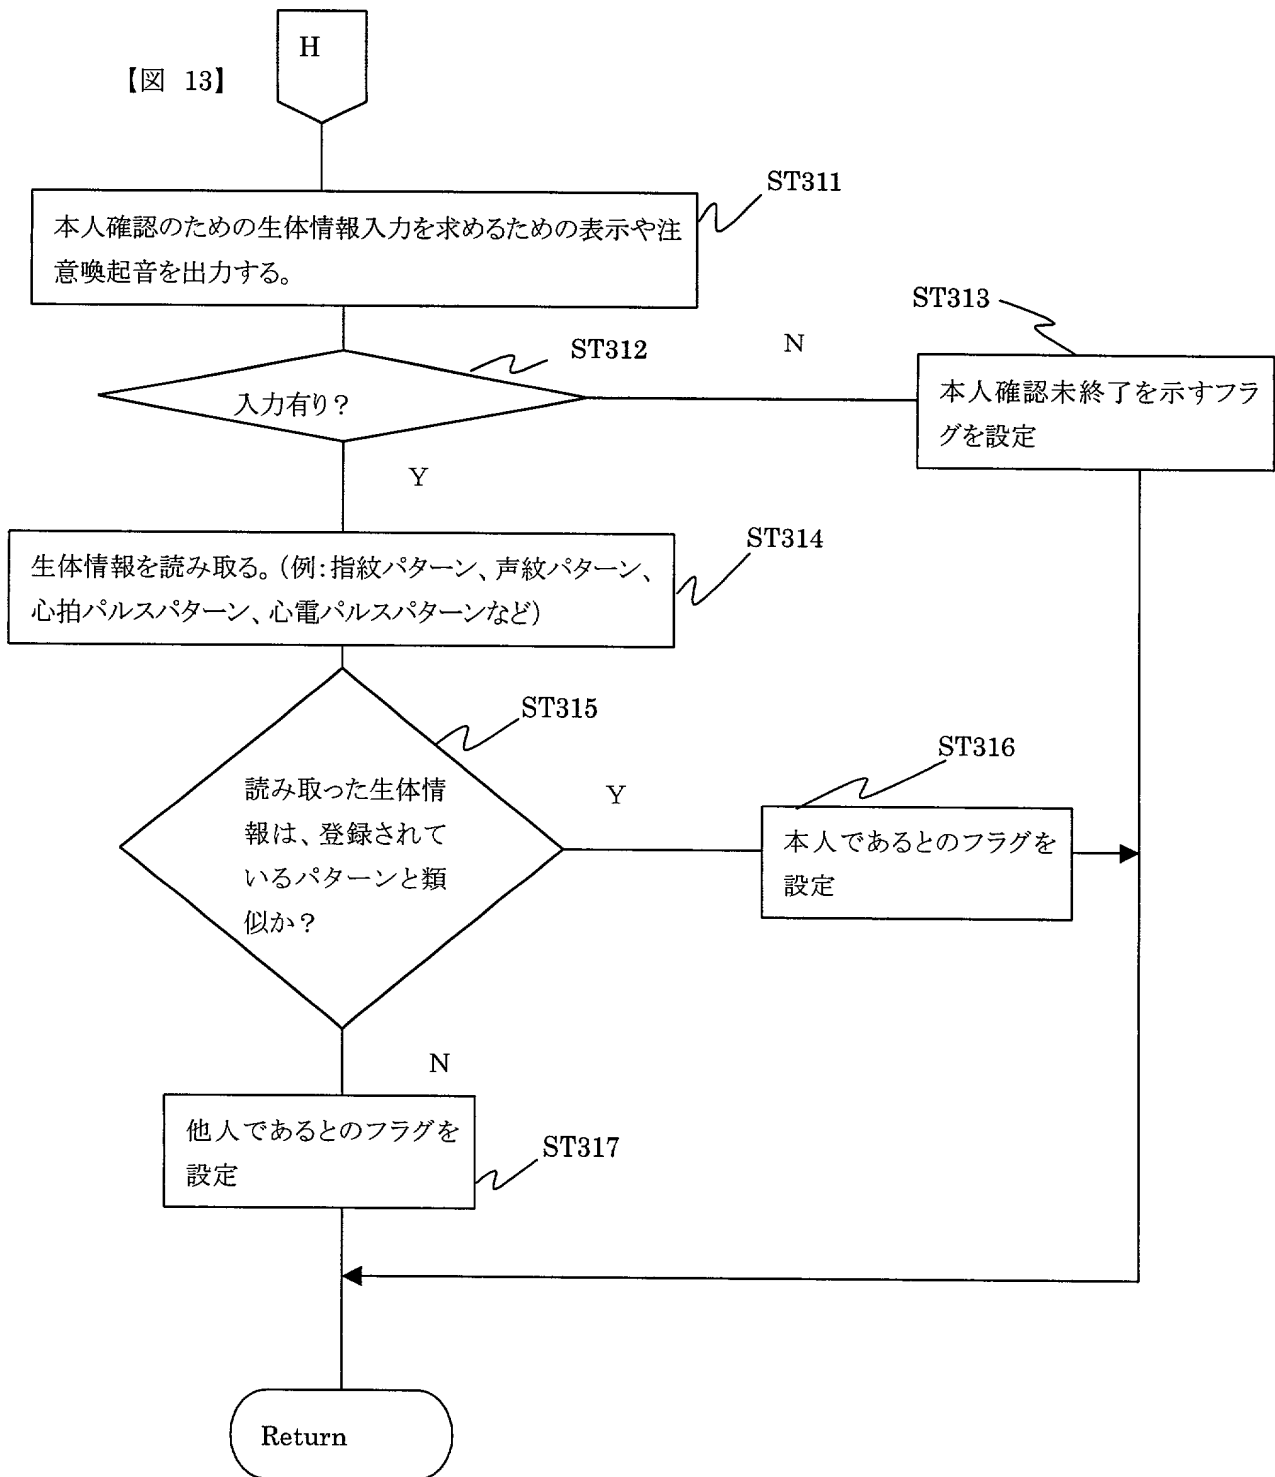 H
【図 13】
ST311
本人確認のための生体情報入力を求めるための表示や注
意喚起音を出力する。
ST313
ST312
N
入力有り？
本人確認未終了を示すフラ
グを設定
Y
ST314
生体情報を読み取る。（例：指紋パターン、声紋パターン、
心拍パルスパターン、心電パルスパターンなど）
ST315
ST316
読み取った生体情
報は、登録されて
いるパターンと類
似か？
Y
本人であるとのフラグを
設定
N
他人であるとのフラグを
設定
ST317
Return